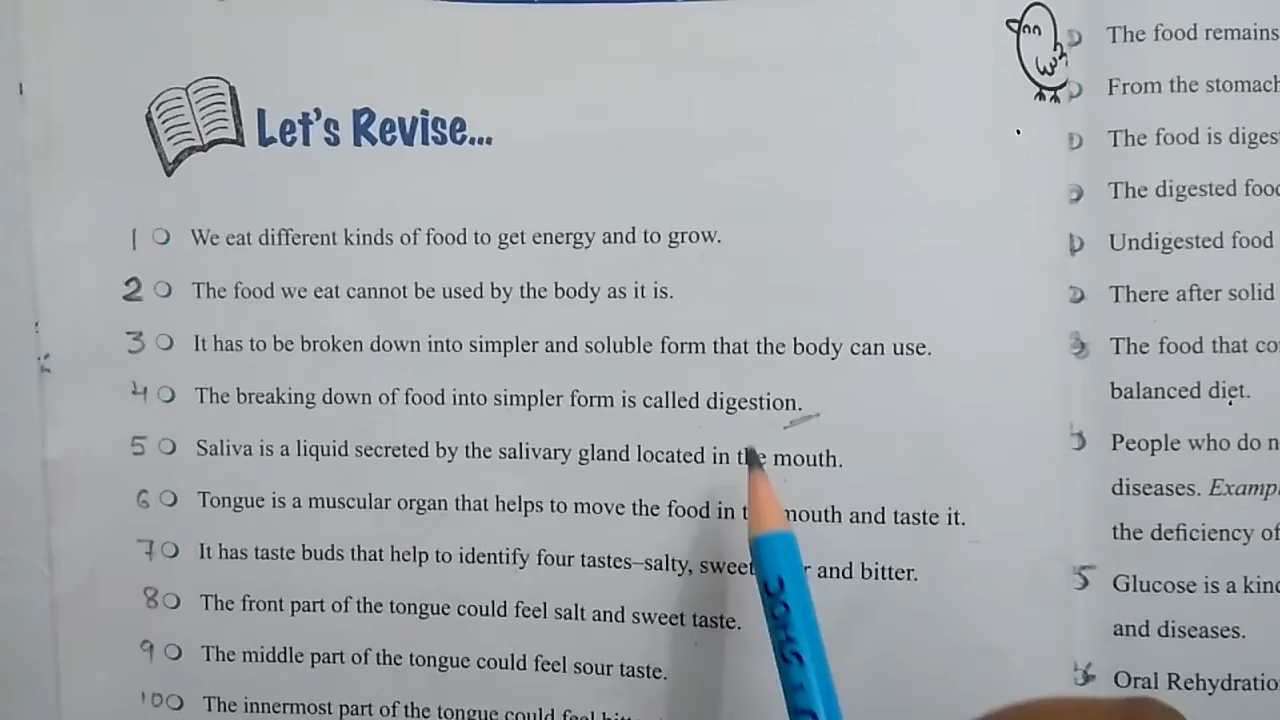 Let's Revise...
1 We eat different kinds of food to get energy and to grow.
2 The food we eat cannot be used by the body as it is.
3 It has to be broken down into simpler and soluble form that the body can use.
4 The breaking down of food into simpler form is called digestion.
5 Saliva is a liquid secreted by the salivary gland located in the mouth.
6 Tongue is a muscular organ that helps to move the food in mouth and taste it.
7 It has taste buds that help to identify four tastes–salty, sweet and bitter.
8 The front part of the tongue could feel salt and sweet taste.
9 The middle part of the tongue could feel sour taste.
10 The innermost part of the tongue could feel
The food remains
From the stomach
The food is diges
The digested food
Undigested food
There after solid
The food that co
balanced diet.
People who do n
diseases. Examp
the deficiency of
5 Glucose is a kind
and diseases.
Oral Rehydratio